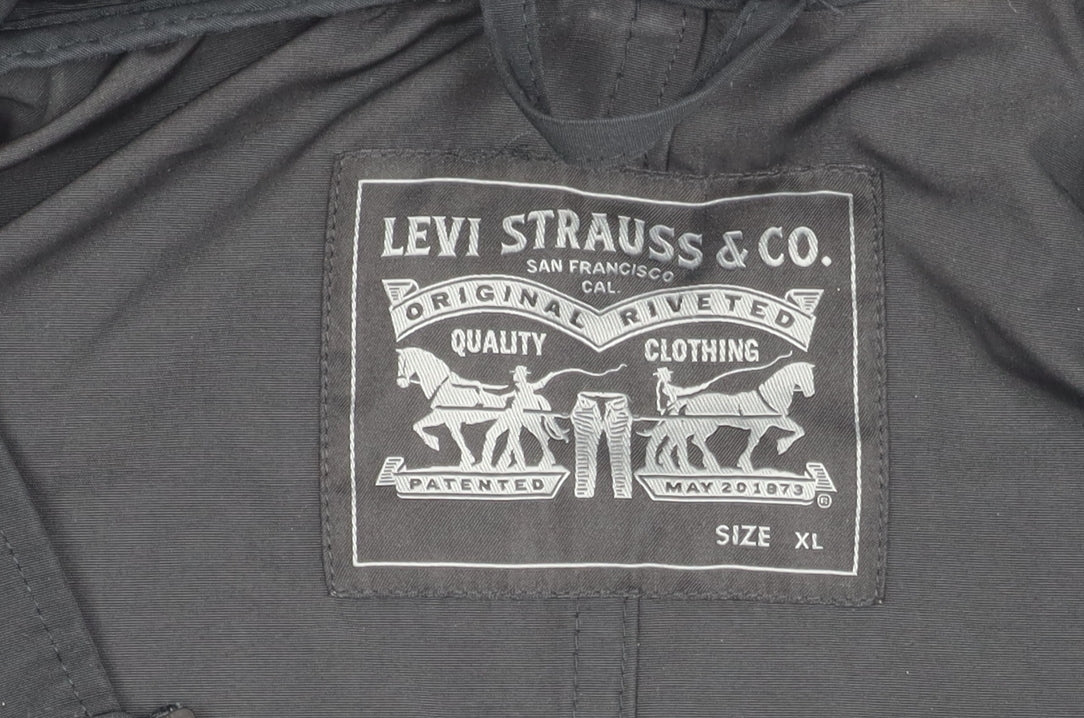 LEVI STRAUSS & CO.
SAN FRANCISCO
CAL.
ORIGINAL RIVETED
QUALITY CLOTHING
PATENTED MAY 20 1873
®
SIZE XL